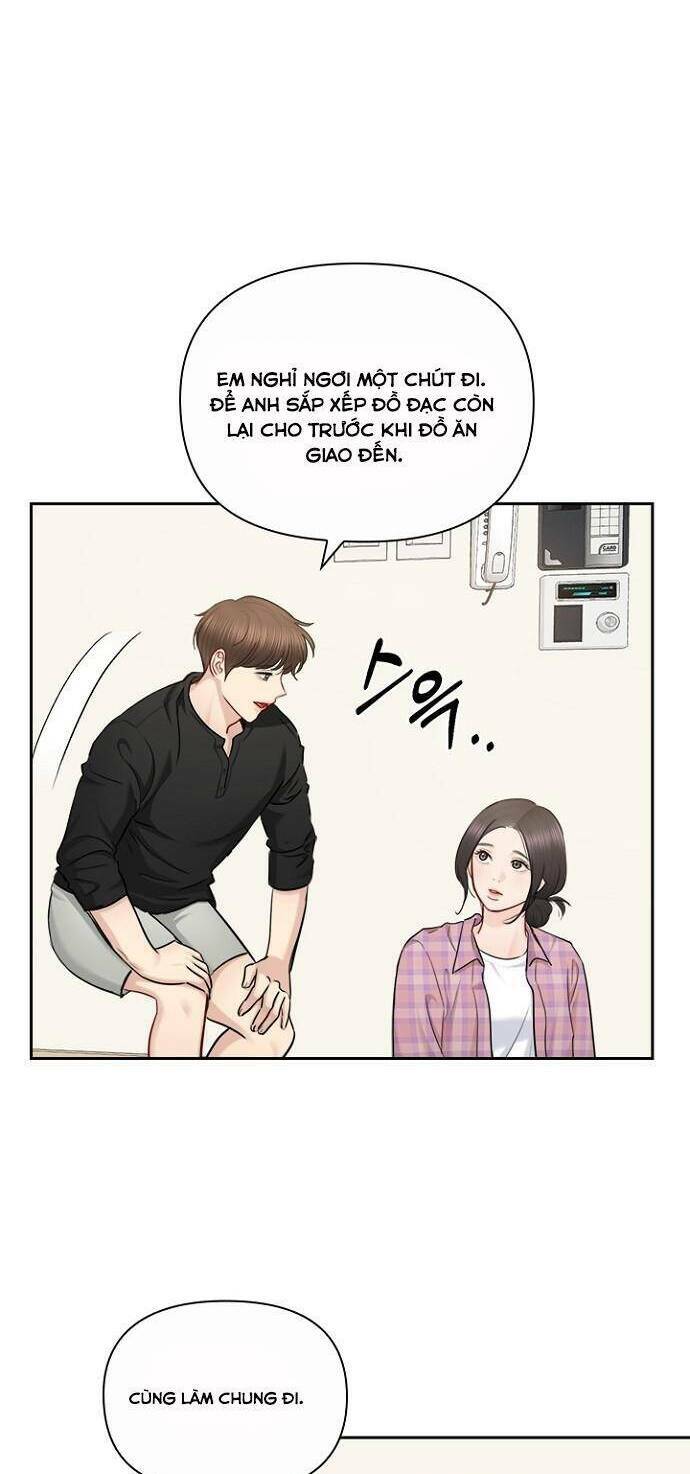 EM NGHỈ NGƠI MỘT CHÚT ĐI.
ĐỂ ANH SẮP XẾP ĐỒ ĐẠC CÒN
LẠI CHO TRƯỚC KHI ĐỒ ĂN
GIAO ĐẾN.
CARD
스윽..
CÙNG LÀM CHUNG ĐI.